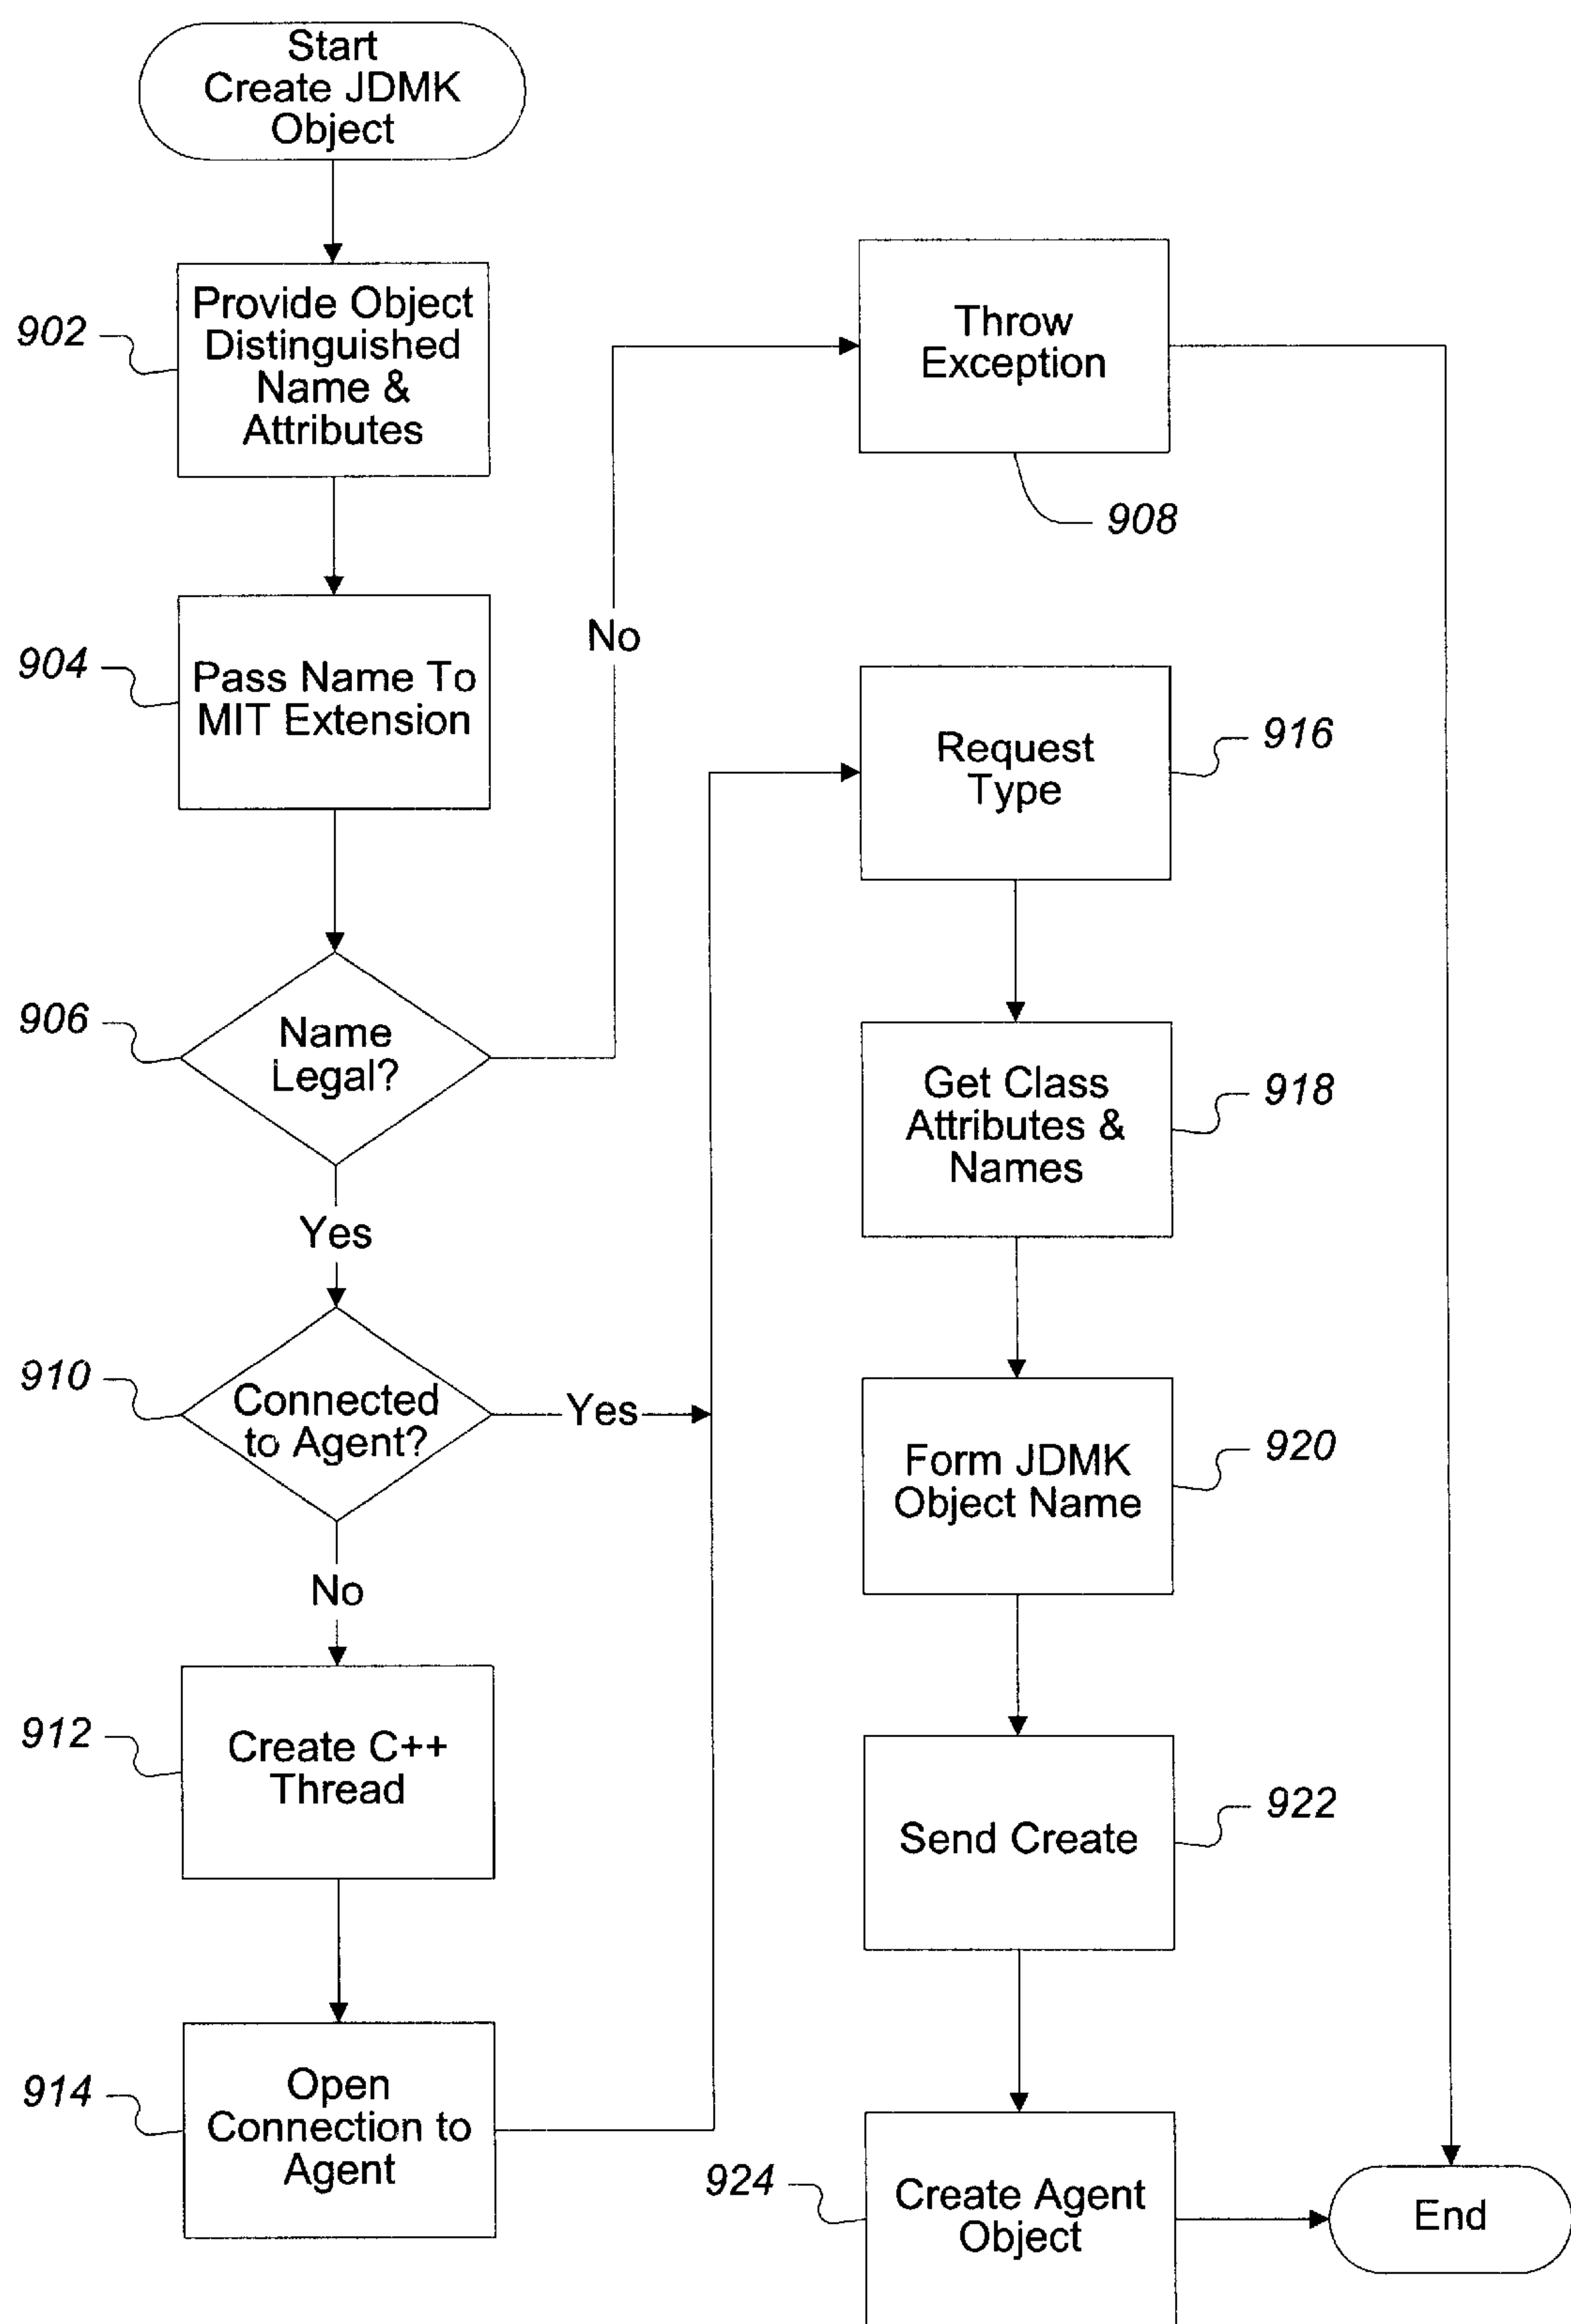 Start
Create JDMK
Object
902
Provide Object
Distinguished
Name &
Attributes
904
Pass Name To
MIT Extension
906
Name
Legal?
No
Yes
Throw
Exception
908
910
Connected
to Agent?
Yes
No
912
Create C++
Thread
914
Open
Connection to
Agent
Request
Type
916
Get Class
Attributes &
Names
918
Form JDMK
Object Name
920
Send Create
922
924
Create Agent
Object
End